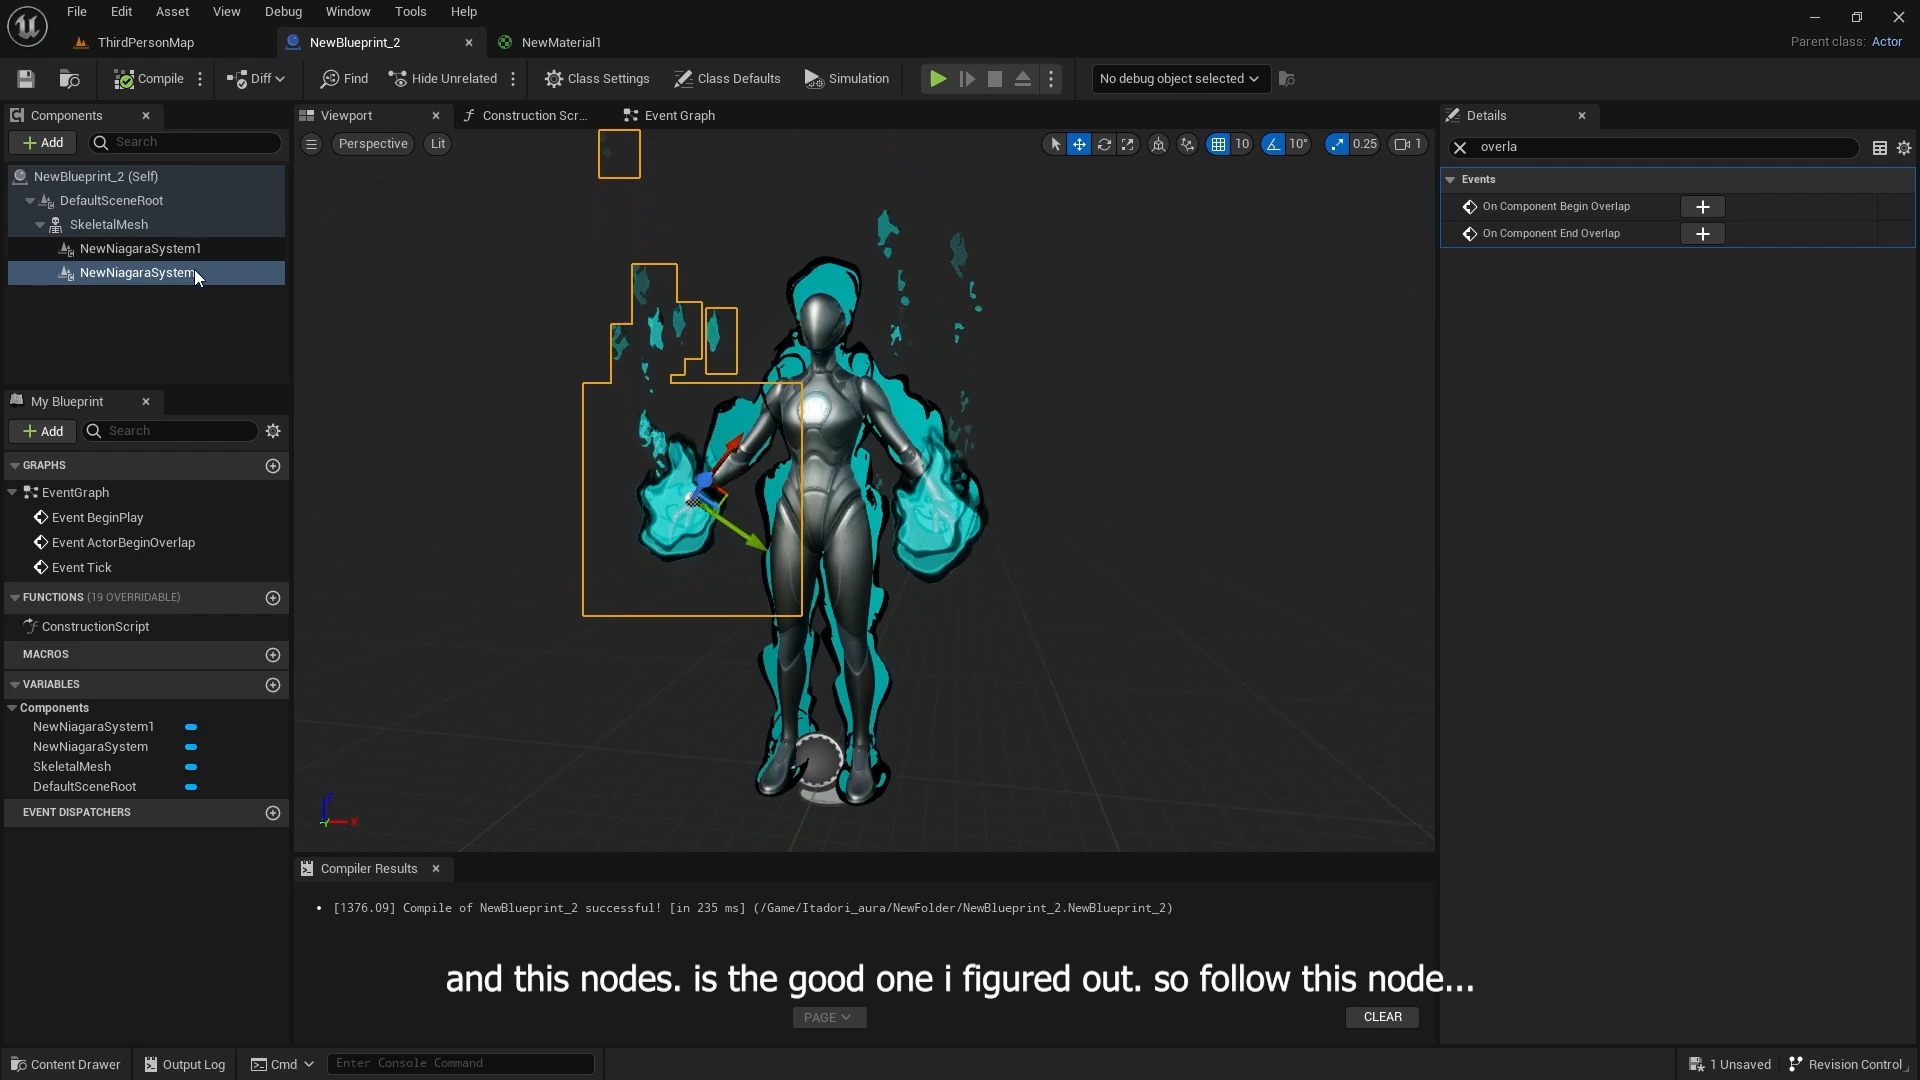 File Edit Asset View Debug Window Tools Help
ThirdPersonMap NewBlueprint_2 NewMaterial1 Parent class: Actor
Compile Diff Find Hide Unrelated Class Settings Class Defaults Simulation No debug object selected
Components
Add Search
NewBlueprint_2 (Self)
DefaultSceneRoot
SkeletalMesh
NewNiagaraSystem1
NewNiagaraSystem
My Blueprint
Add Search
GRAPHS
EventGraph
Event BeginPlay
Event ActorBeginOverlap
Event Tick
FUNCTIONS (19 OVERRIDABLE)
ConstructionScript
MACROS
VARIABLES
Components
NewNiagaraSystem1
NewNiagaraSystem
SkeletalMesh
DefaultSceneRoot
EVENT DISPATCHERS
Viewport Construction Scr... Event Graph
Perspective Lit 10 10° 0.25 1
Z
X
Compiler Results
[1376.09] Compile of NewBlueprint_2 successful! [in 235 ms] (/Game/Itadori_aura/NewFolder/NewBlueprint_2.NewBlueprint_2)
and this nodes. is the good one i figured out. so follow this node...
PAGE CLEAR
Details
overla
Events
On Component Begin Overlap
On Component End Overlap
Content Drawer Output Log Cmd Enter Console Command 1 Unsaved Revision Control